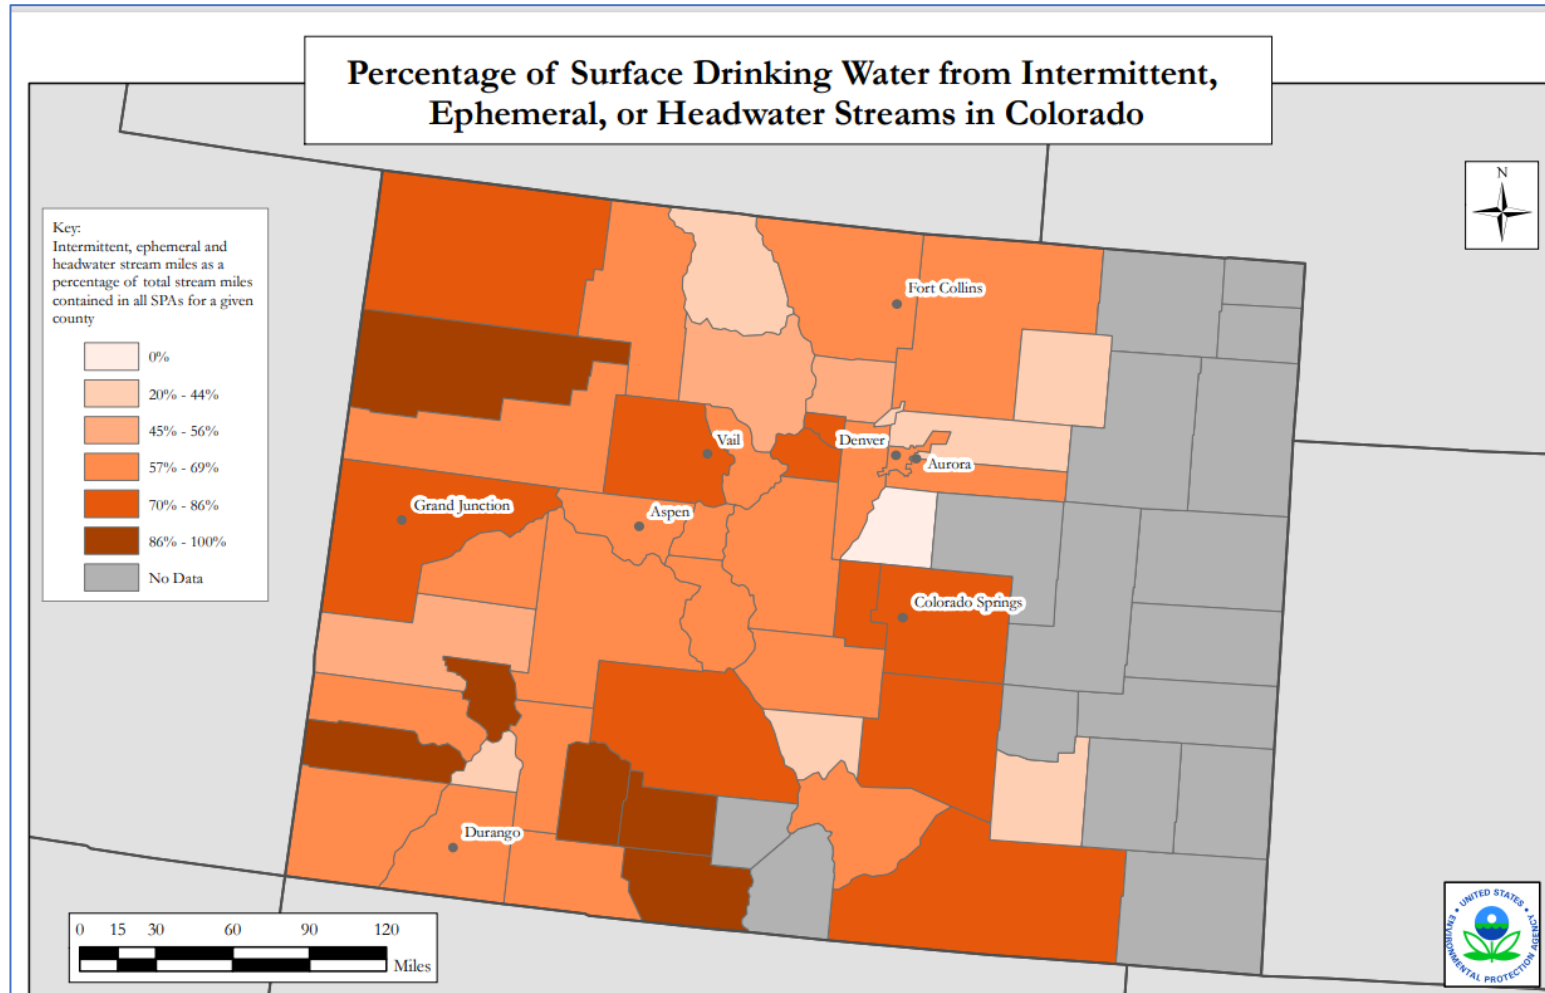 Percentage of Surface Drinking Water from Intermittent,
Ephemeral, or Headwater Streams in Colorado
N
Key:
Intermittent, ephemeral and
headwater stream miles as a
percentage of total stream miles
contained in all SPAs for a given
county
0%
20% - 44%
45% - 56%
57% - 69%
70% - 86%
86% - 100%
No Data
Fort Collins
Vail
Denver
Aurora
Grand Junction
Aspen
Colorado Springs
Durango
0 15 30 60 90 120
Miles
UNITED STATES
ENVIRONMENTAL PROTECTION AGENCY